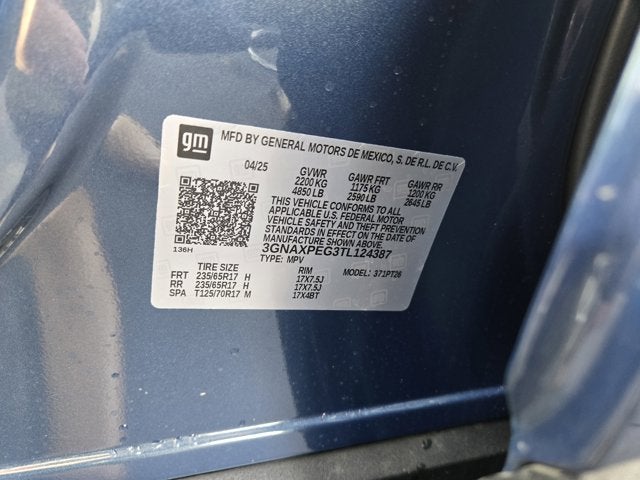 gm MFD BY GENERAL MOTORS DE MEXICO, S. DE R.L. DE C.V.
04/25 GVWR GAWR FRT GAWR RR
2200 KG 1175 KG 1200 KG
4850 LB 2590 LB 2645 LB
THIS VEHICLE CONFORMS TO ALL
APPLICABLE U.S. FEDERAL MOTOR
VEHICLE SAFETY AND THEFT PREVENTION
STANDARDS IN EFFECT ON THE DATE OF
MANUFACTURE SHOWN ABOVE.
136H 3GNAXPEG3TL124387
TYPE: MPV
TIRE SIZE RIM MODEL: 371PT26
FRT 235/65R17 H 17X7.5J
RR 235/65R17 H 17X7.5J
SPA T125/70R17 M 17X4BT